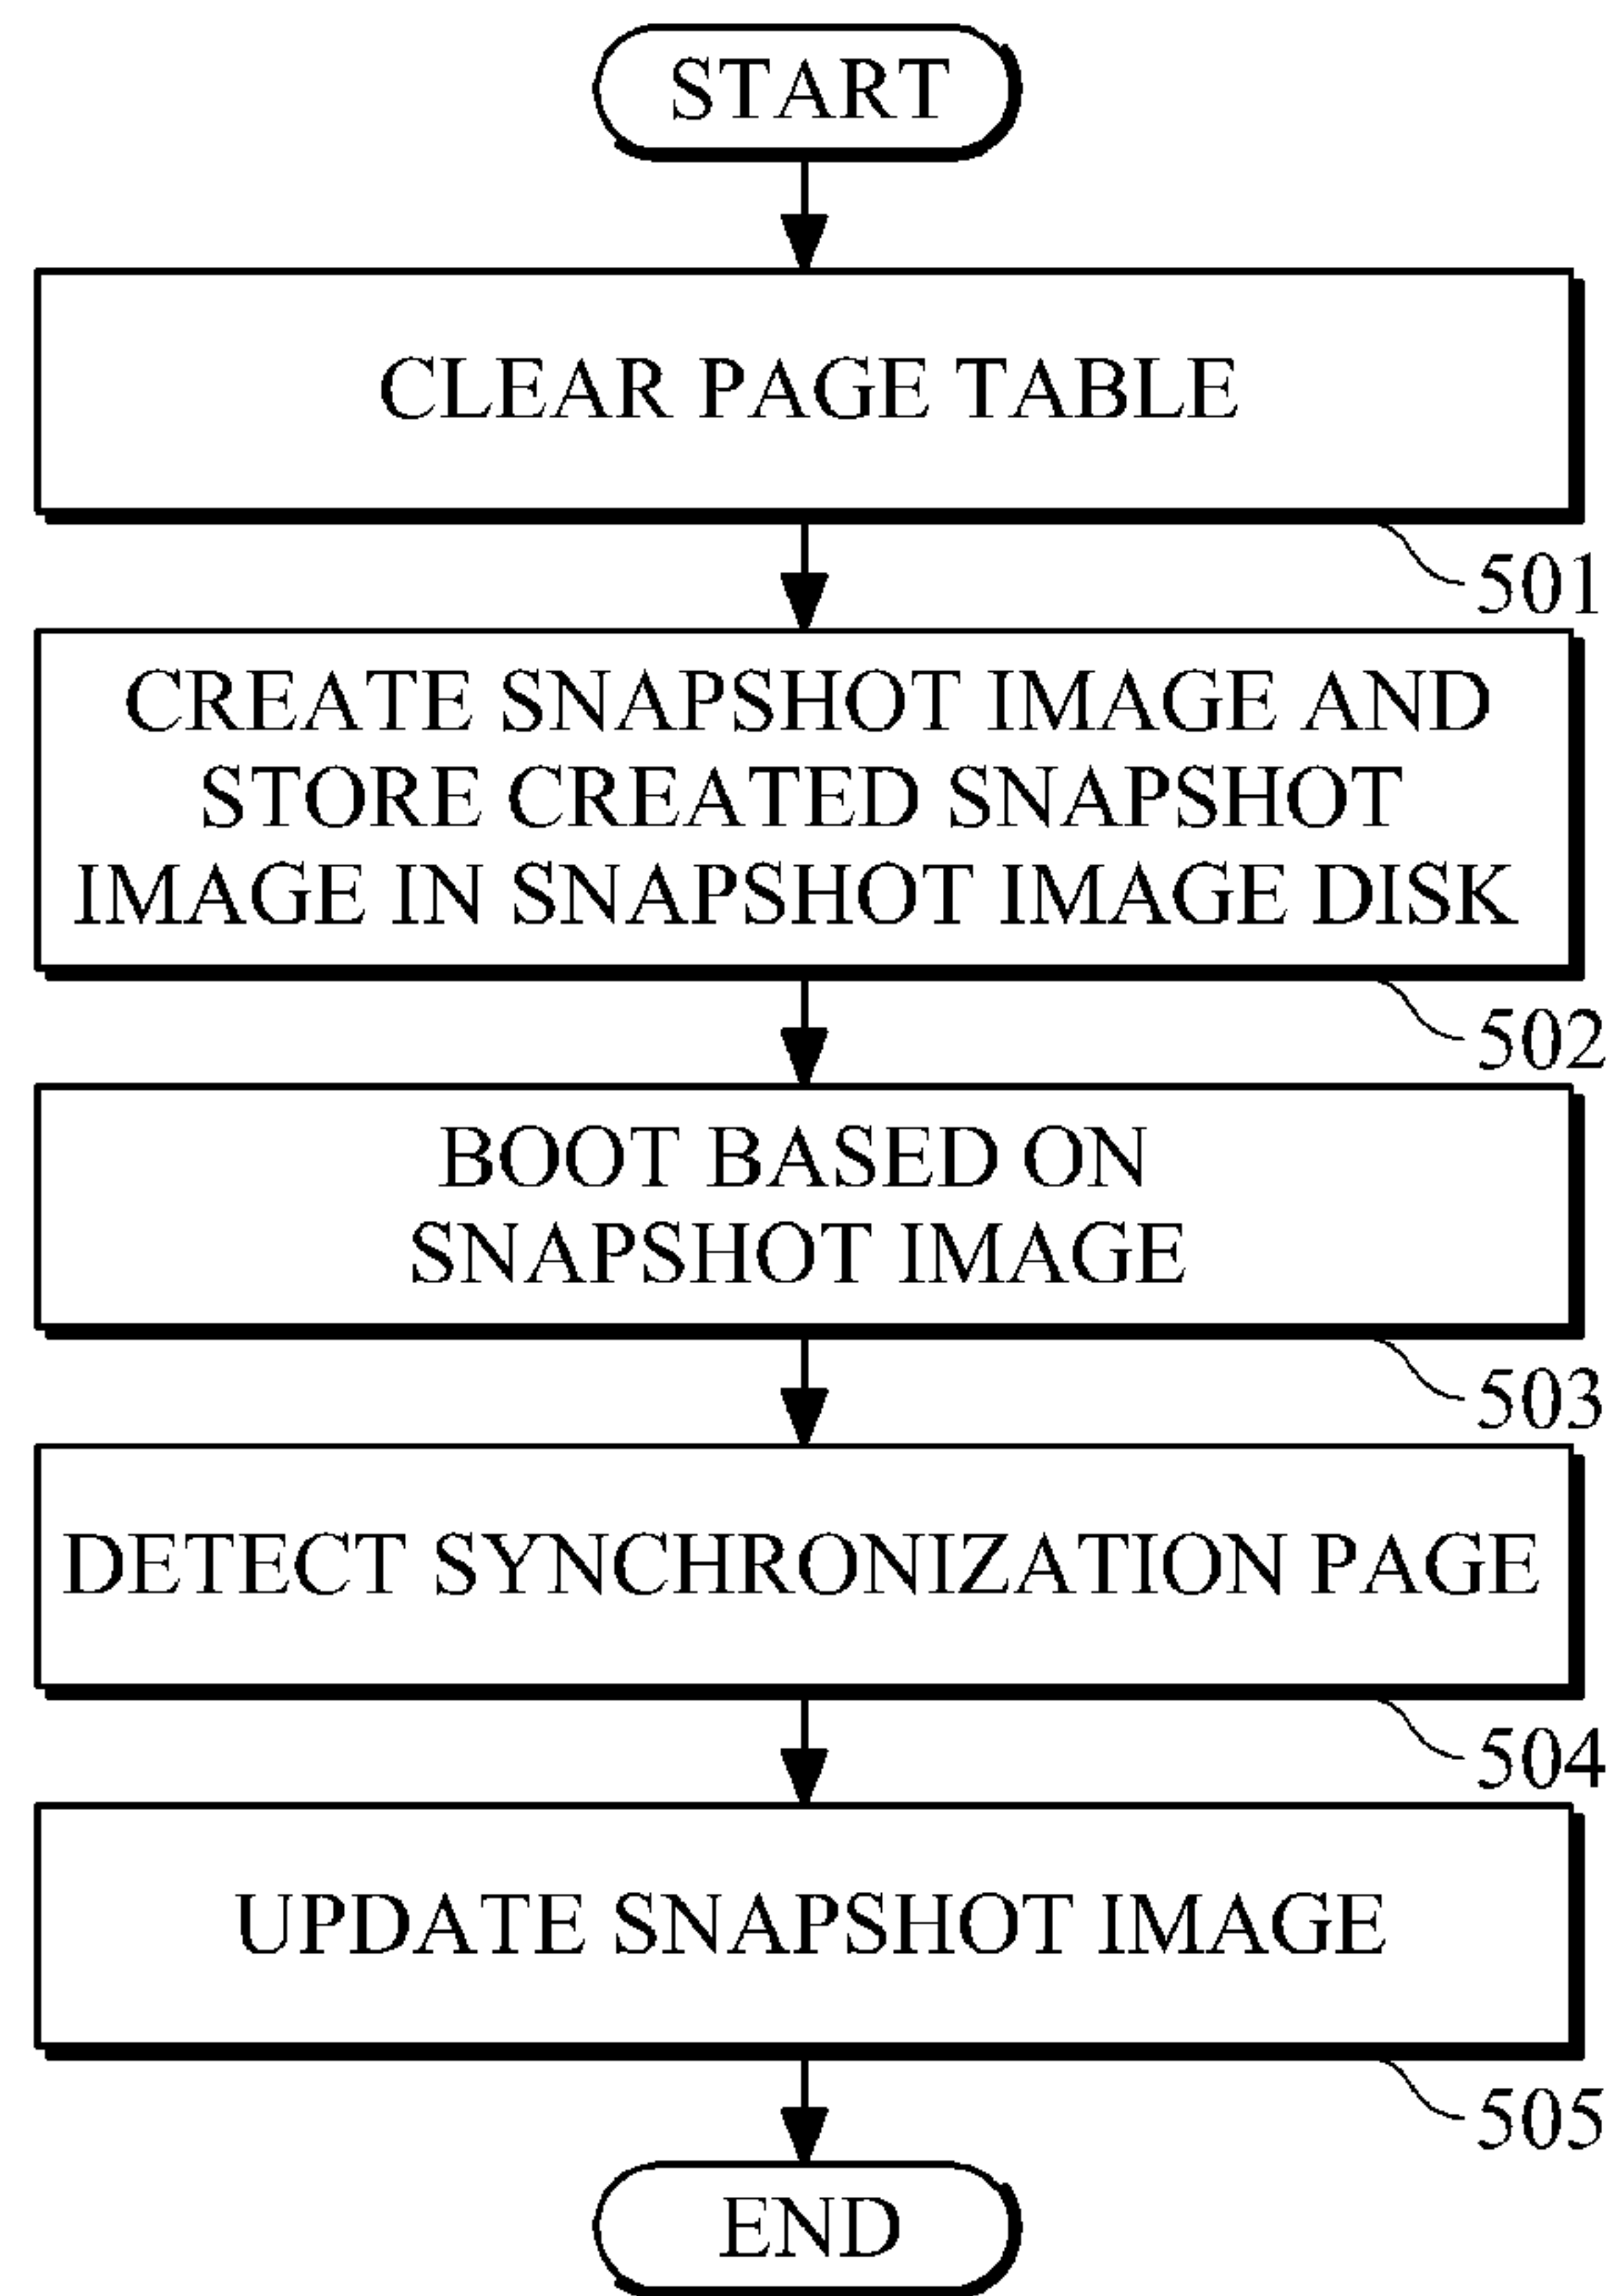 START
CLEAR PAGE TABLE
501
CREATE SNAPSHOT IMAGE AND
STORE CREATED SNAPSHOT
IMAGE IN SNAPSHOT IMAGE DISK
502
BOOT BASED ON
SNAPSHOT IMAGE
503
DETECT SYNCHRONIZATION PAGE
504
UPDATE SNAPSHOT IMAGE
505
END